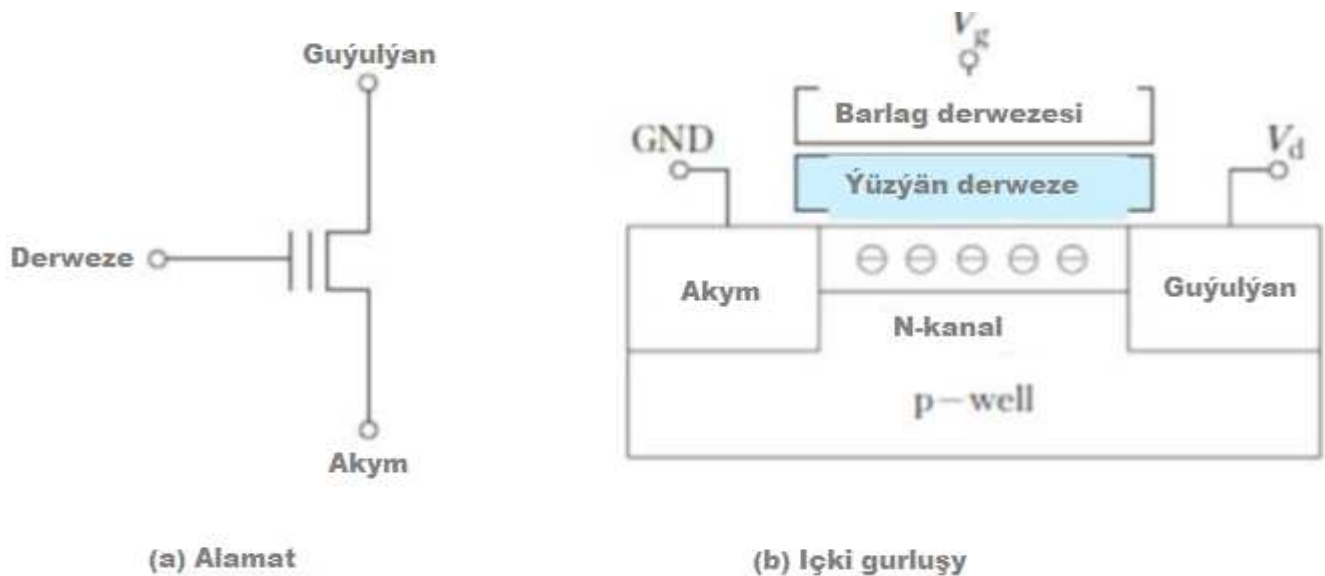 Guýulýan
Derweze
Akym
(a) Alamat
Vg
Barlag derwezesi
GND
Vd
Ýüzýän derweze
Akym
Guýulýan
N-kanal
p−well
(b) Içki gurluşy